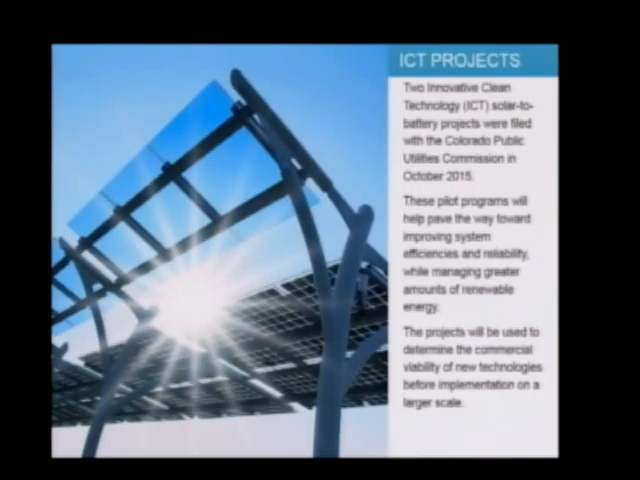 ICT PROJECTS
Two Innovative Clean
Technology (ICT) solar-to-
battery projects were filed
with the Colorado Public
Utilities Commission in
October 2015.
These pilot programs will
help pave the way toward
improving system
efficiencies and reliability,
while managing greater
amounts of renewable
energy.
The projects will be used to
determine the commercial
viability of new technologies
before implementation on a
larger scale.